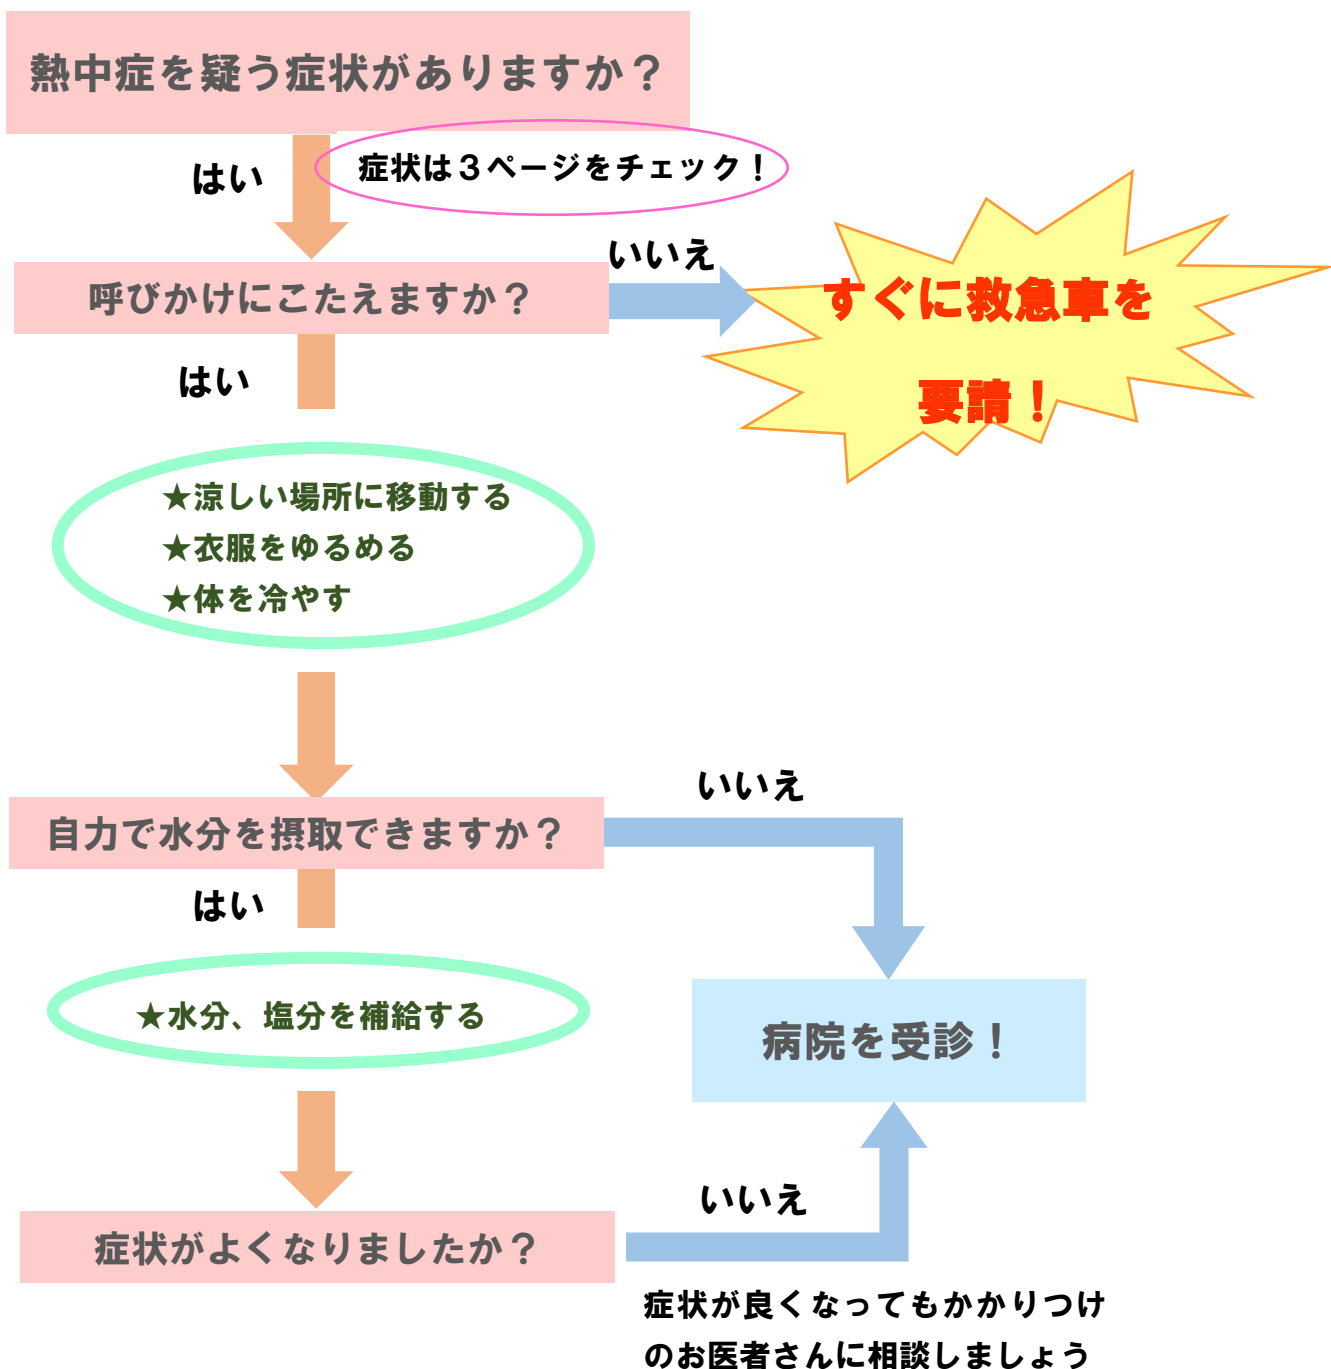 熱中症を疑う症状がありますか？
はい
症状は３ページをチェック！
いいえ
呼びかけにこたえますか？
すぐに救急車を
要請！
はい
★涼しい場所に移動する
★衣服をゆるめる
★体を冷やす
いいえ
自力で水分を摂取できますか？
はい
★水分、塩分を補給する
病院を受診！
いいえ
症状がよくなりましたか？
症状が良くなってもかかりつけ
のお医者さんに相談しましょう